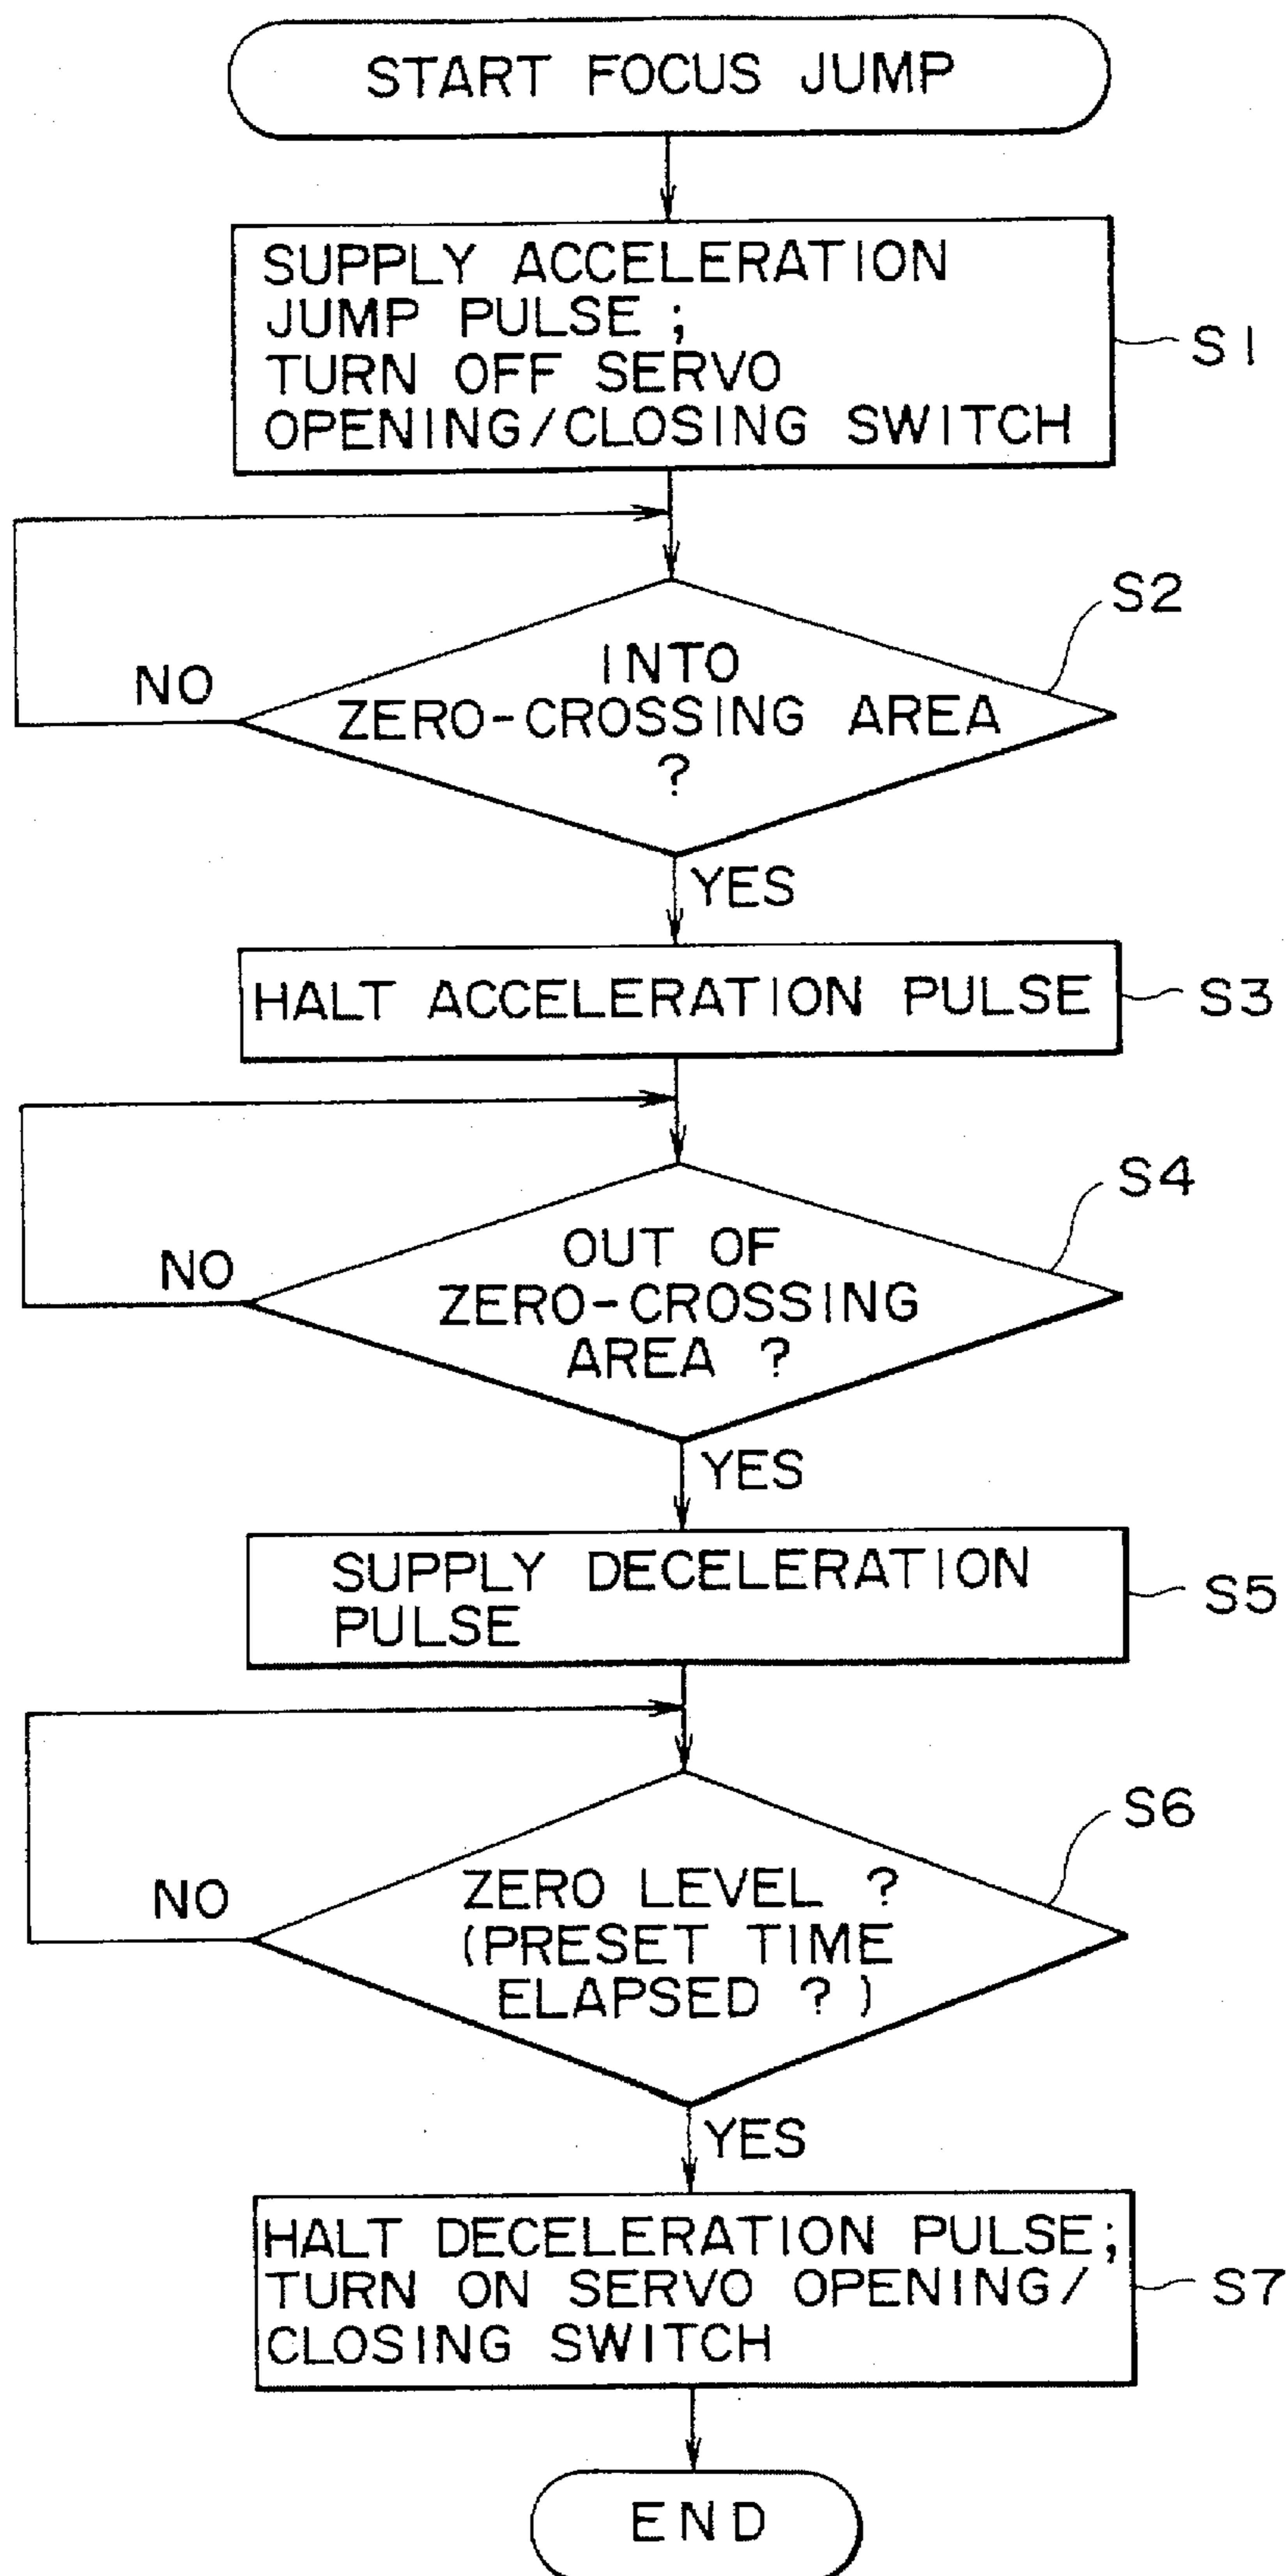 START FOCUS JUMP
SUPPLY ACCELERATION
JUMP PULSE ;
TURN OFF SERVO
OPENING/CLOSING SWITCH
S1
S2
INTO
ZERO-CROSSING AREA
?
NO
YES
HALT ACCELERATION PULSE
S3
S4
OUT OF
ZERO-CROSSING
AREA ?
NO
YES
SUPPLY DECELERATION
PULSE
S5
S6
ZERO LEVEL ?
(PRESET TIME
ELAPSED ? )
NO
YES
HALT DECELERATION PULSE;
TURN ON SERVO OPENING/
CLOSING SWITCH
S7
END